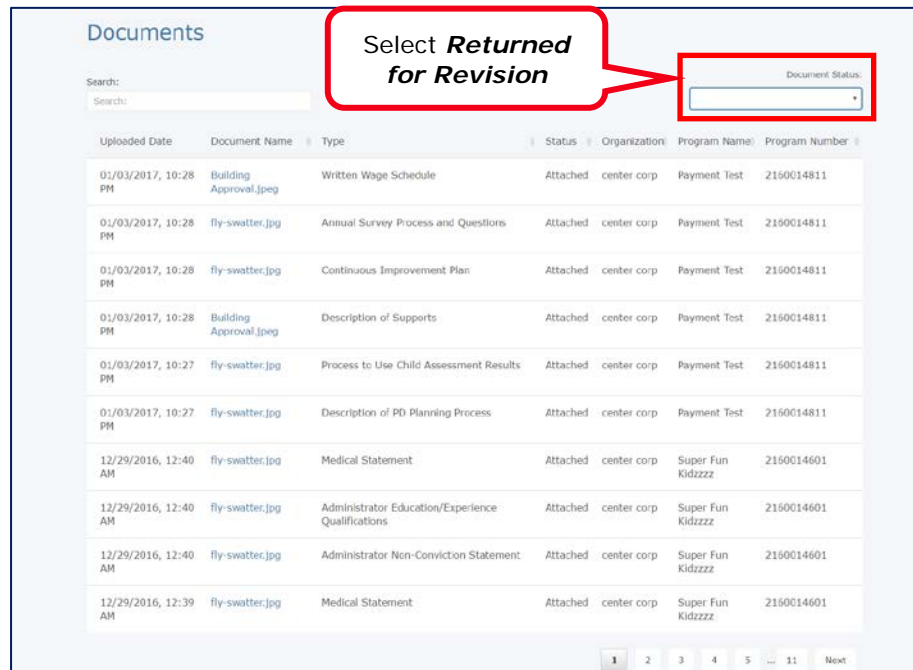 Documents
Select Returned
for Revision
Search:
Document Status:
Search:
Uploaded Date Document Name Type Status Organization Program Name Program Number
01/03/2017, 10:28 Building Written Wage Schedule Attached center corp Payment Test 2160014811
PM Approval.jpeg
01/03/2017, 10:28 fly-swatter.jpg Annual Survey Process and Questions Attached center corp Payment Test 2160014811
PM
01/03/2017, 10:28 fly-swatter.jpg Continuous Improvement Plan Attached center corp Payment Test 2160014811
PM
01/03/2017, 10:28 Building Description of Supports Attached center corp Payment Test 2160014811
PM Approval.jpeg
01/03/2017, 10:27 fly-swatter.jpg Process to Use Child Assessment Results Attached center corp Payment Test 2160014811
PM
01/03/2017, 10:27 fly-swatter.jpg Description of PD Planning Process Attached center corp Payment Test 2160014811
PM
12/29/2016, 12:40 fly-swatter.jpg Medical Statement Attached center corp Super Fun 2160014601
AM Kidzzzz
12/29/2016, 12:40 fly-swatter.jpg Administrator Education/Experience Attached center corp Super Fun 2160014601
AM Qualifications Kidzzzz
12/29/2016, 12:40 fly-swatter.jpg Administrator Non-Conviction Statement Attached center corp Super Fun 2160014601
AM Kidzzzz
12/29/2016, 12:39 fly-swatter.jpg Medical Statement Attached center corp Super Fun 2160014601
AM Kidzzzz
1 2 3 4 5 ... 11 Next